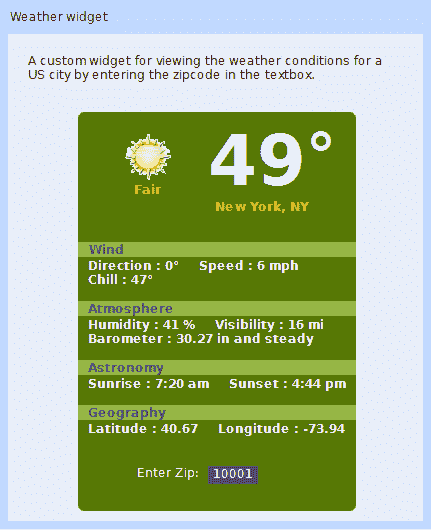 Weather widget
A custom widget for viewing the weather conditions for a
US city by entering the zipcode in the textbox.
49°
Fair
New York, NY
Wind
Direction : 0° Speed : 6 mph
Chill : 47°
Atmosphere
Humidity : 41 % Visibility : 16 mi
Barometer : 30.27 in and steady
Astronomy
Sunrise : 7:20 am Sunset : 4:44 pm
Geography
Latitude : 40.67 Longitude : -73.94
Enter Zip: 10001